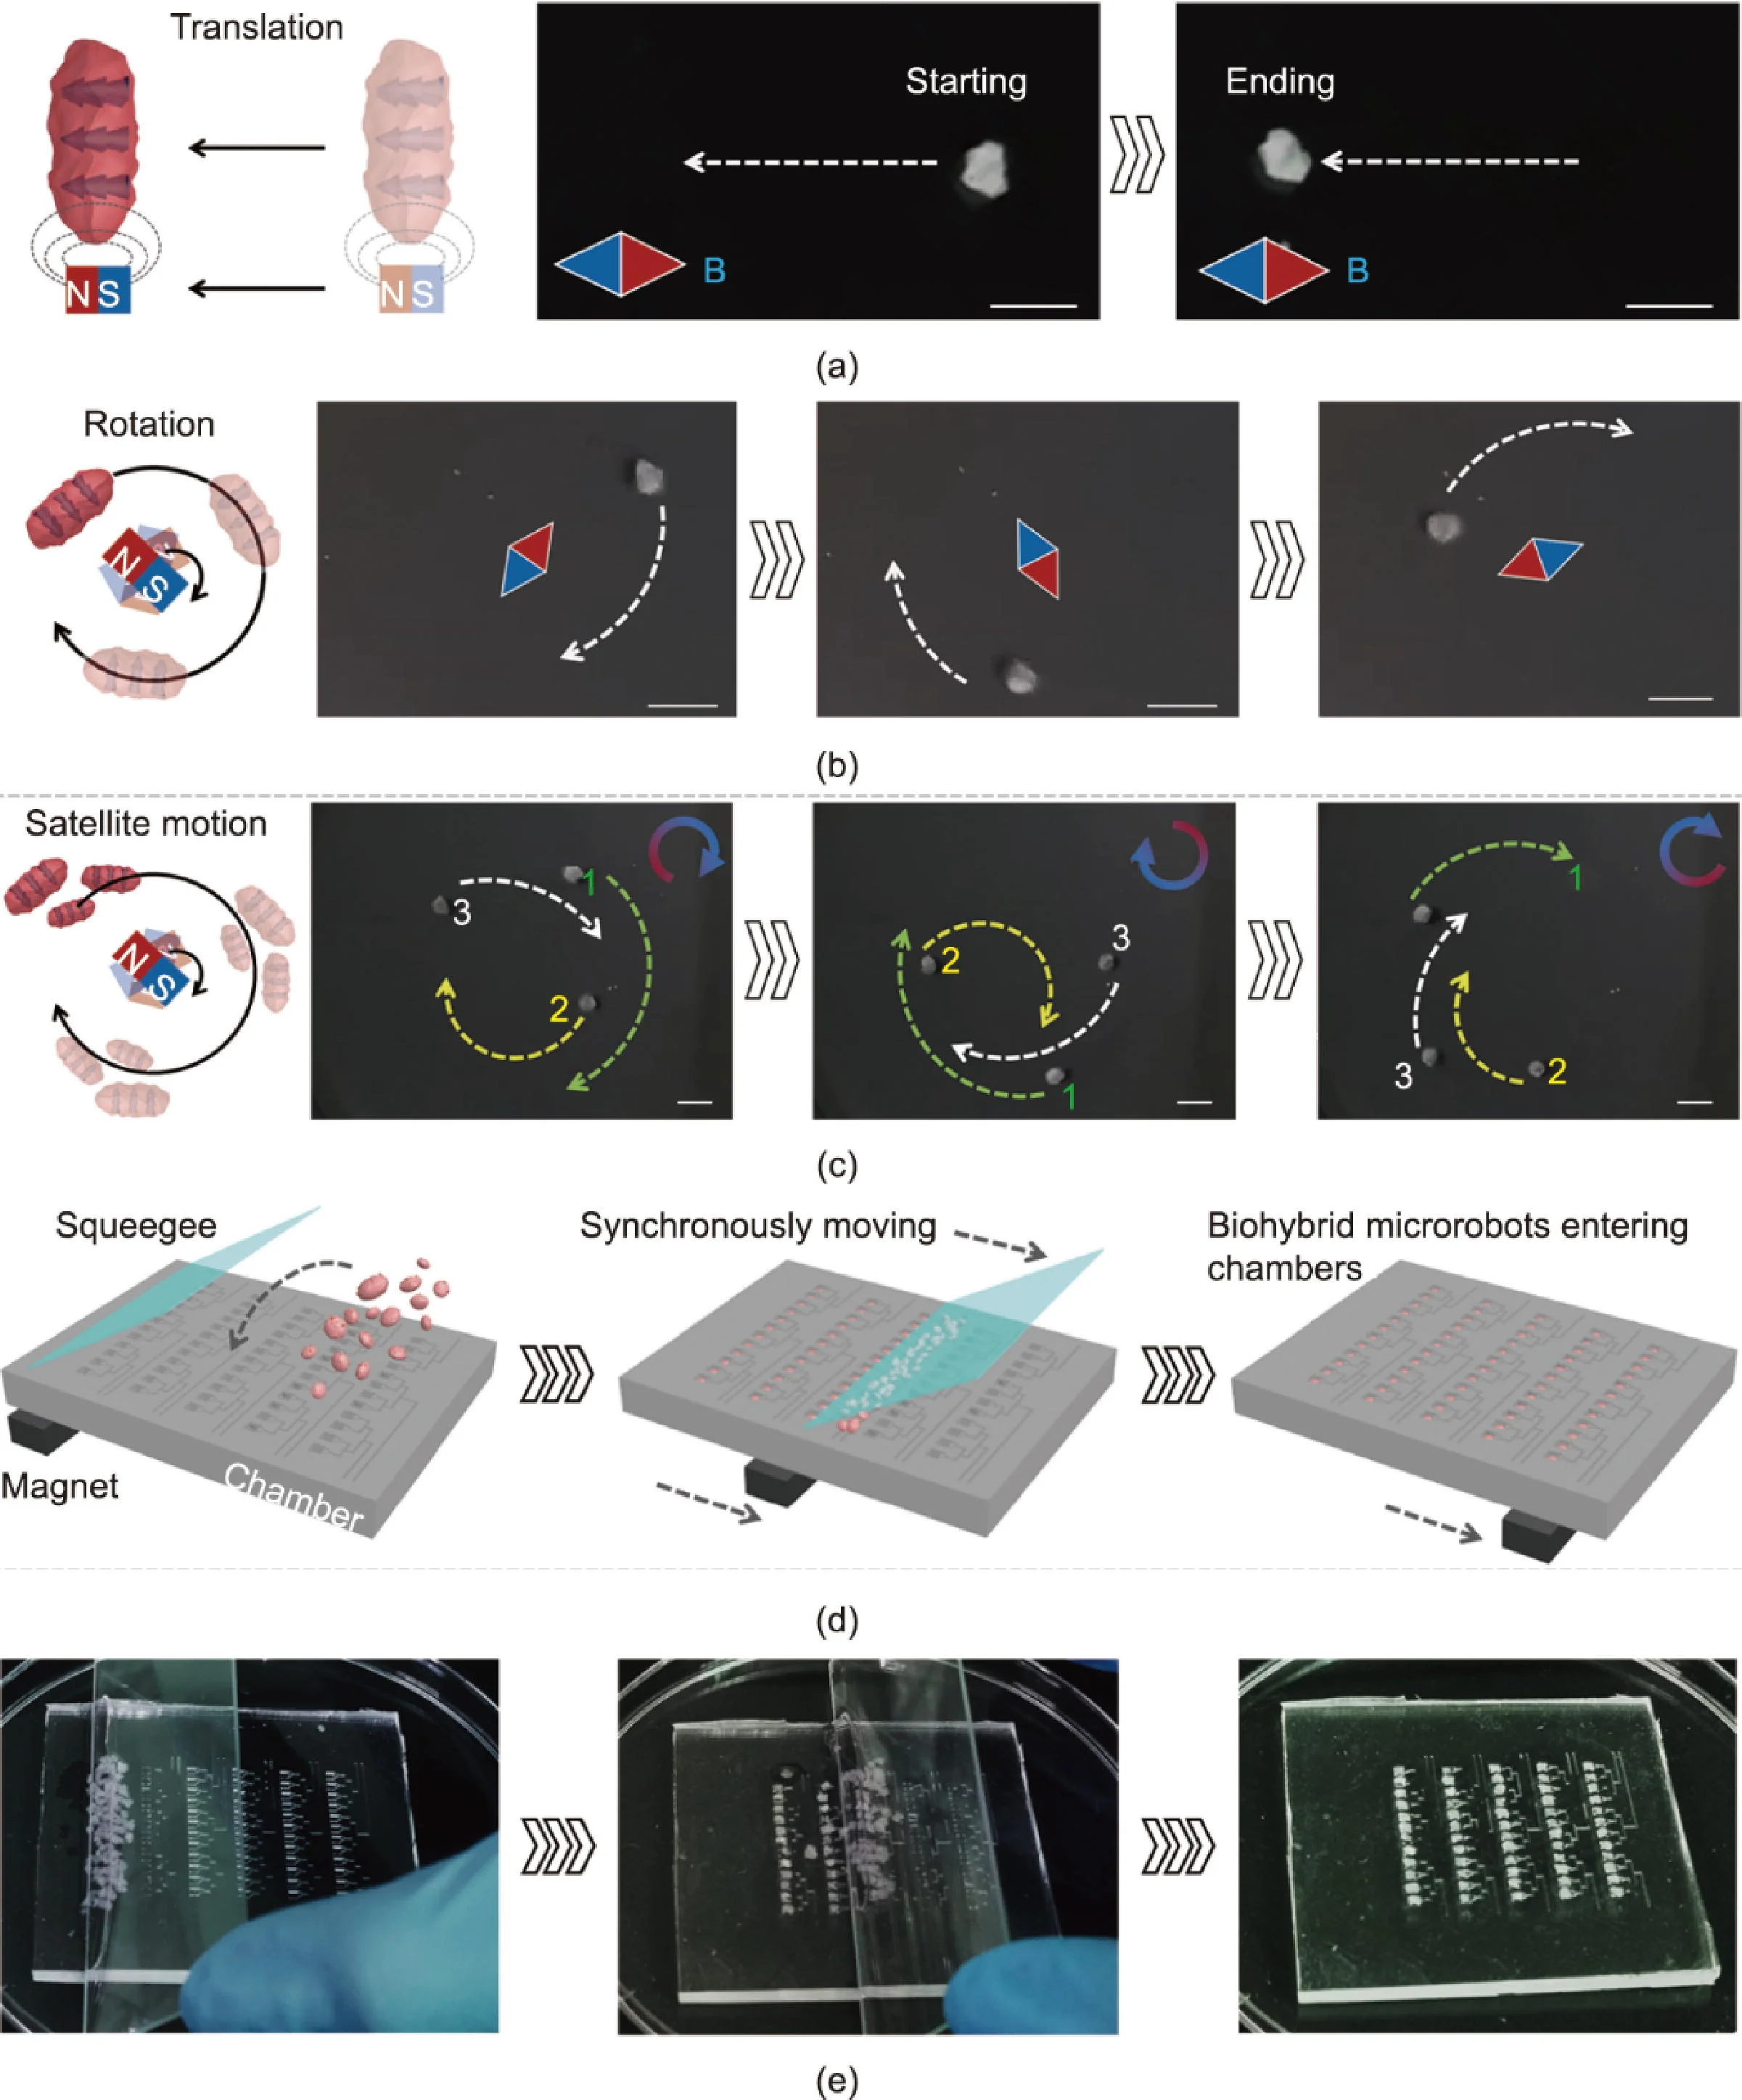 Translation
N S
N S
Starting
B
Ending
B
(a)
Rotation
N
S
(b)
Satellite motion
N
S
1
3
2
2
3
1
1
3
2
(c)
Squeegee
Magnet
Chamber
Synchronously moving
Biohybrid microrobots entering
chambers
(d)
(e)